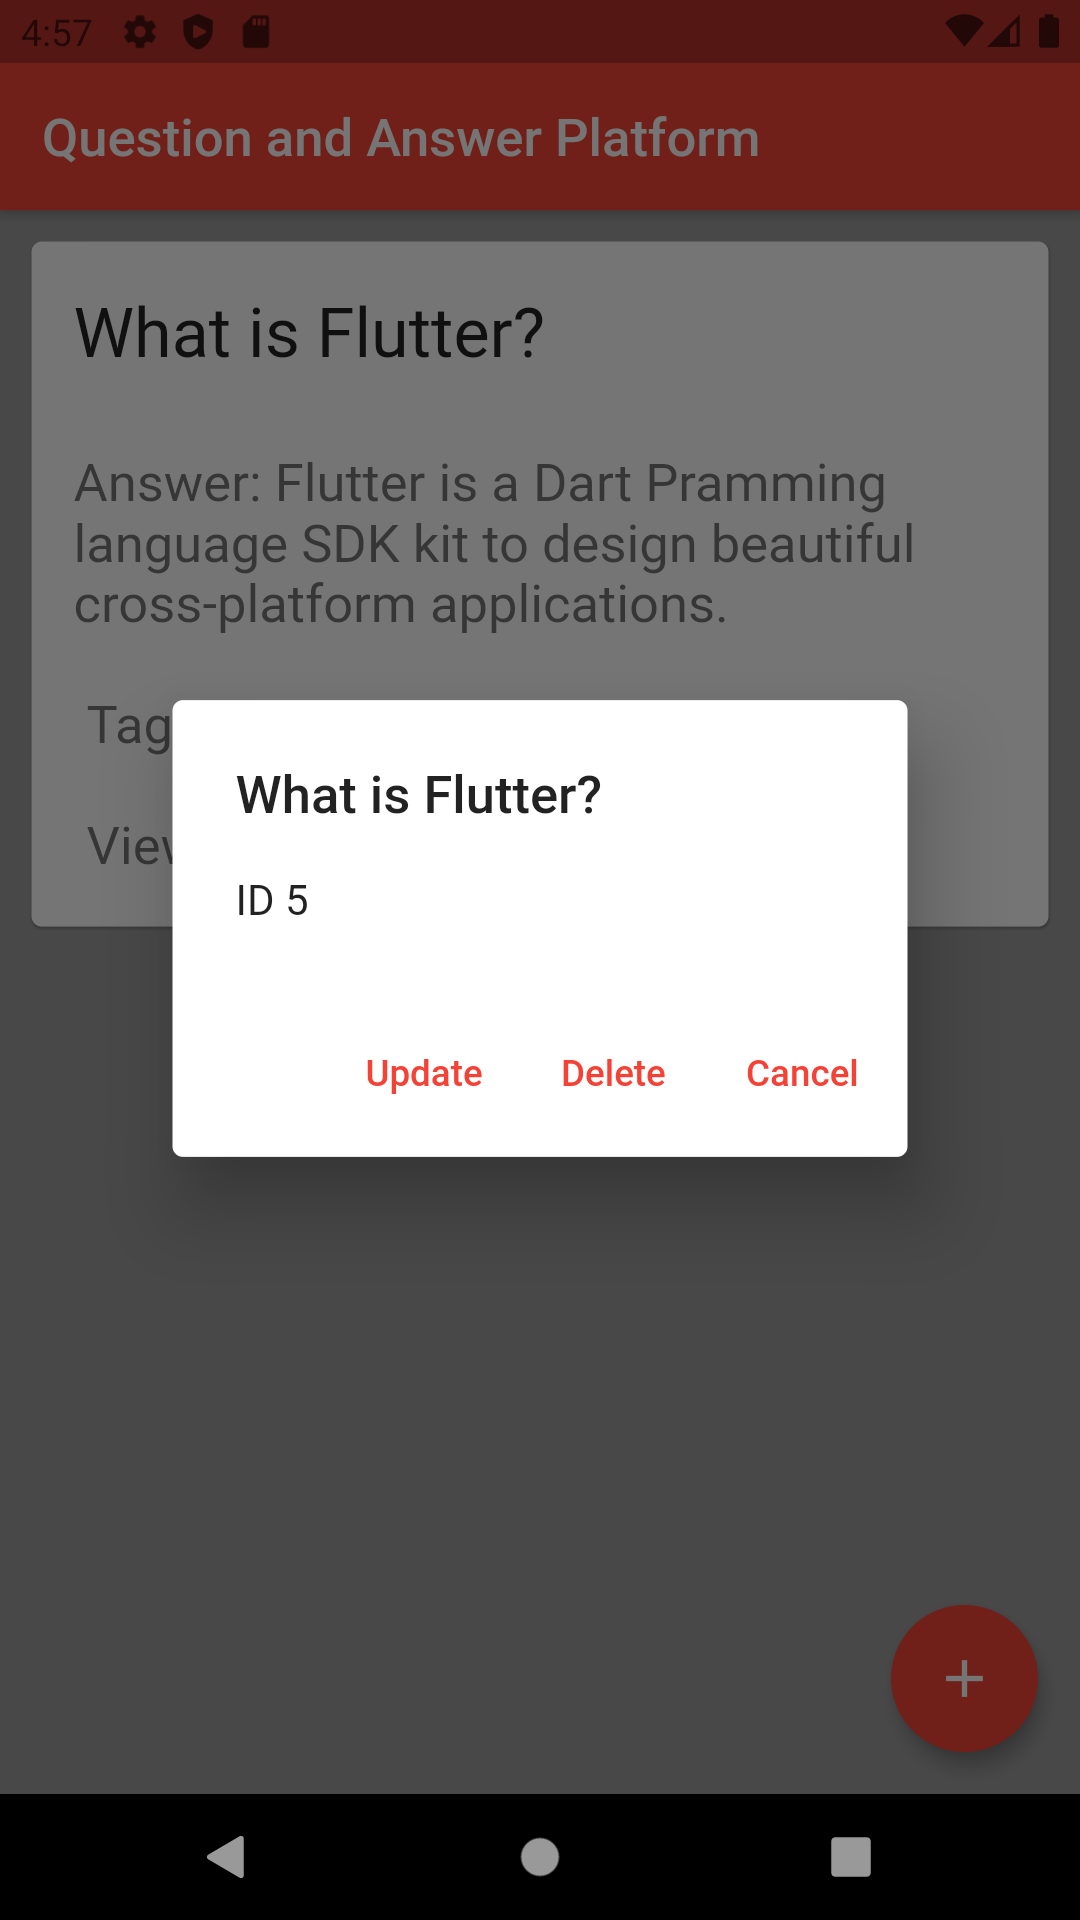 4:57
Question and Answer Platform
What is Flutter?
Answer: Flutter is a Dart Pramming
language SDK kit to design beautiful
cross-platform applications.
Tag
What is Flutter?
View
ID 5
Update Delete Cancel